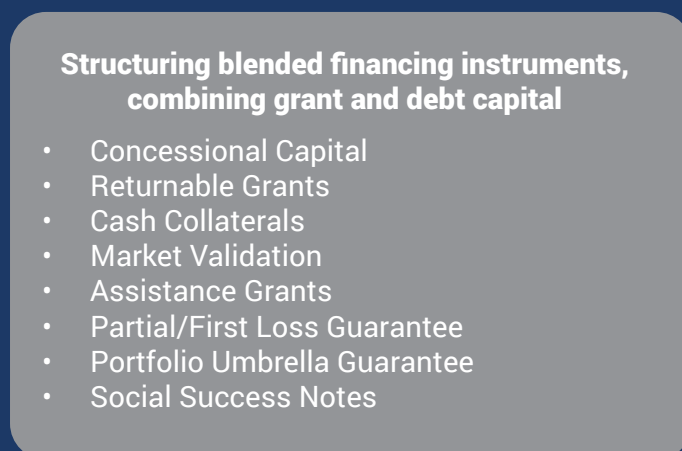 Structuring blended financing instruments,
combining grant and debt capital
• Concessional Capital
• Returnable Grants
• Cash Collaterals
• Market Validation
• Assistance Grants
• Partial/First Loss Guarantee
• Portfolio Umbrella Guarantee
• Social Success Notes